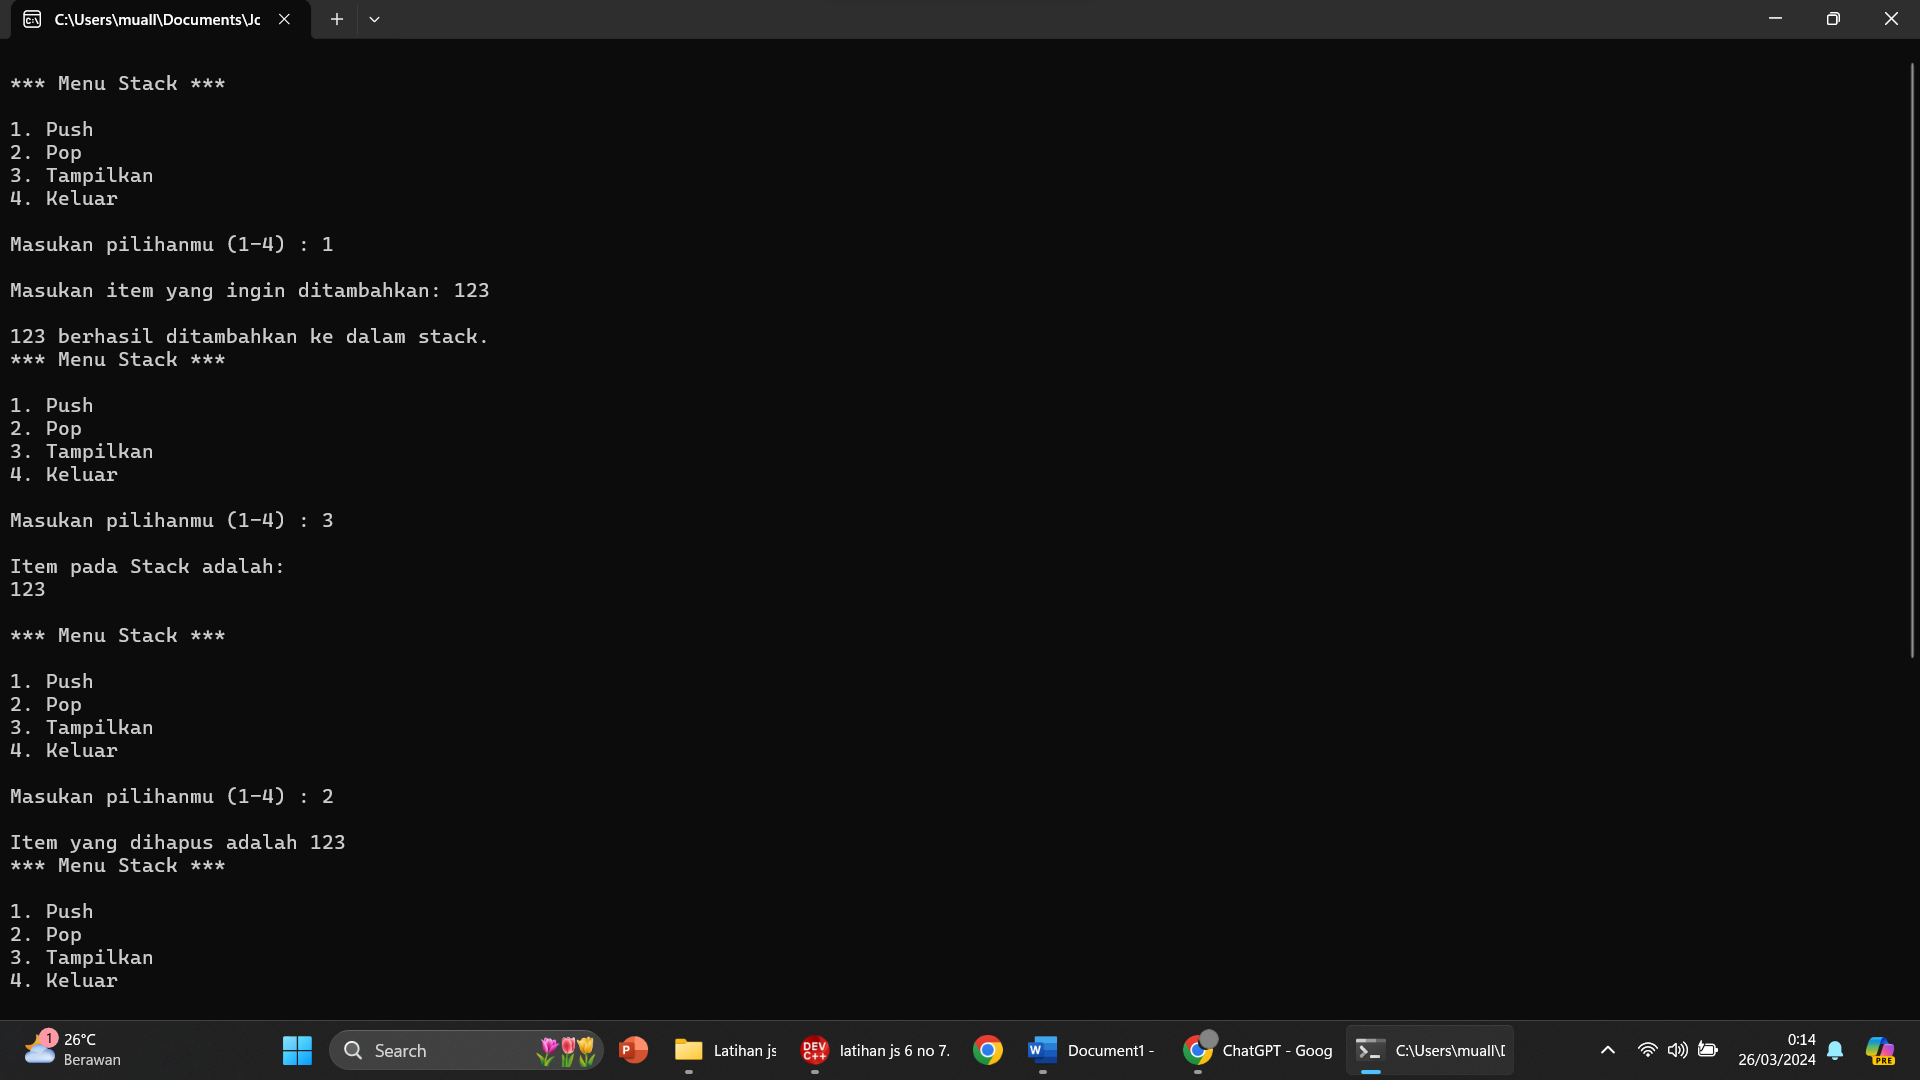 C:\Users\muall\Documents\Jc
*** Menu Stack ***
1. Push
2. Pop
3. Tampilkan
4. Keluar
Masukan pilihanmu (1-4) : 1
Masukan item yang ingin ditambahkan: 123
123 berhasil ditambahkan ke dalam stack.
*** Menu Stack ***
1. Push
2. Pop
3. Tampilkan
4. Keluar
Masukan pilihanmu (1-4) : 3
Item pada Stack adalah:
123
*** Menu Stack ***
1. Push
2. Pop
3. Tampilkan
4. Keluar
Masukan pilihanmu (1-4) : 2
Item yang dihapus adalah 123
*** Menu Stack ***
1. Push
2. Pop
3. Tampilkan
4. Keluar
1
26°C
Berawan
Search
P
Latihan js
DEV C++
latihan js 6 no 7.
W
Document1 -
ChatGPT - Goog
C:\Users\muall\[
0:14
26/03/2024
PRE